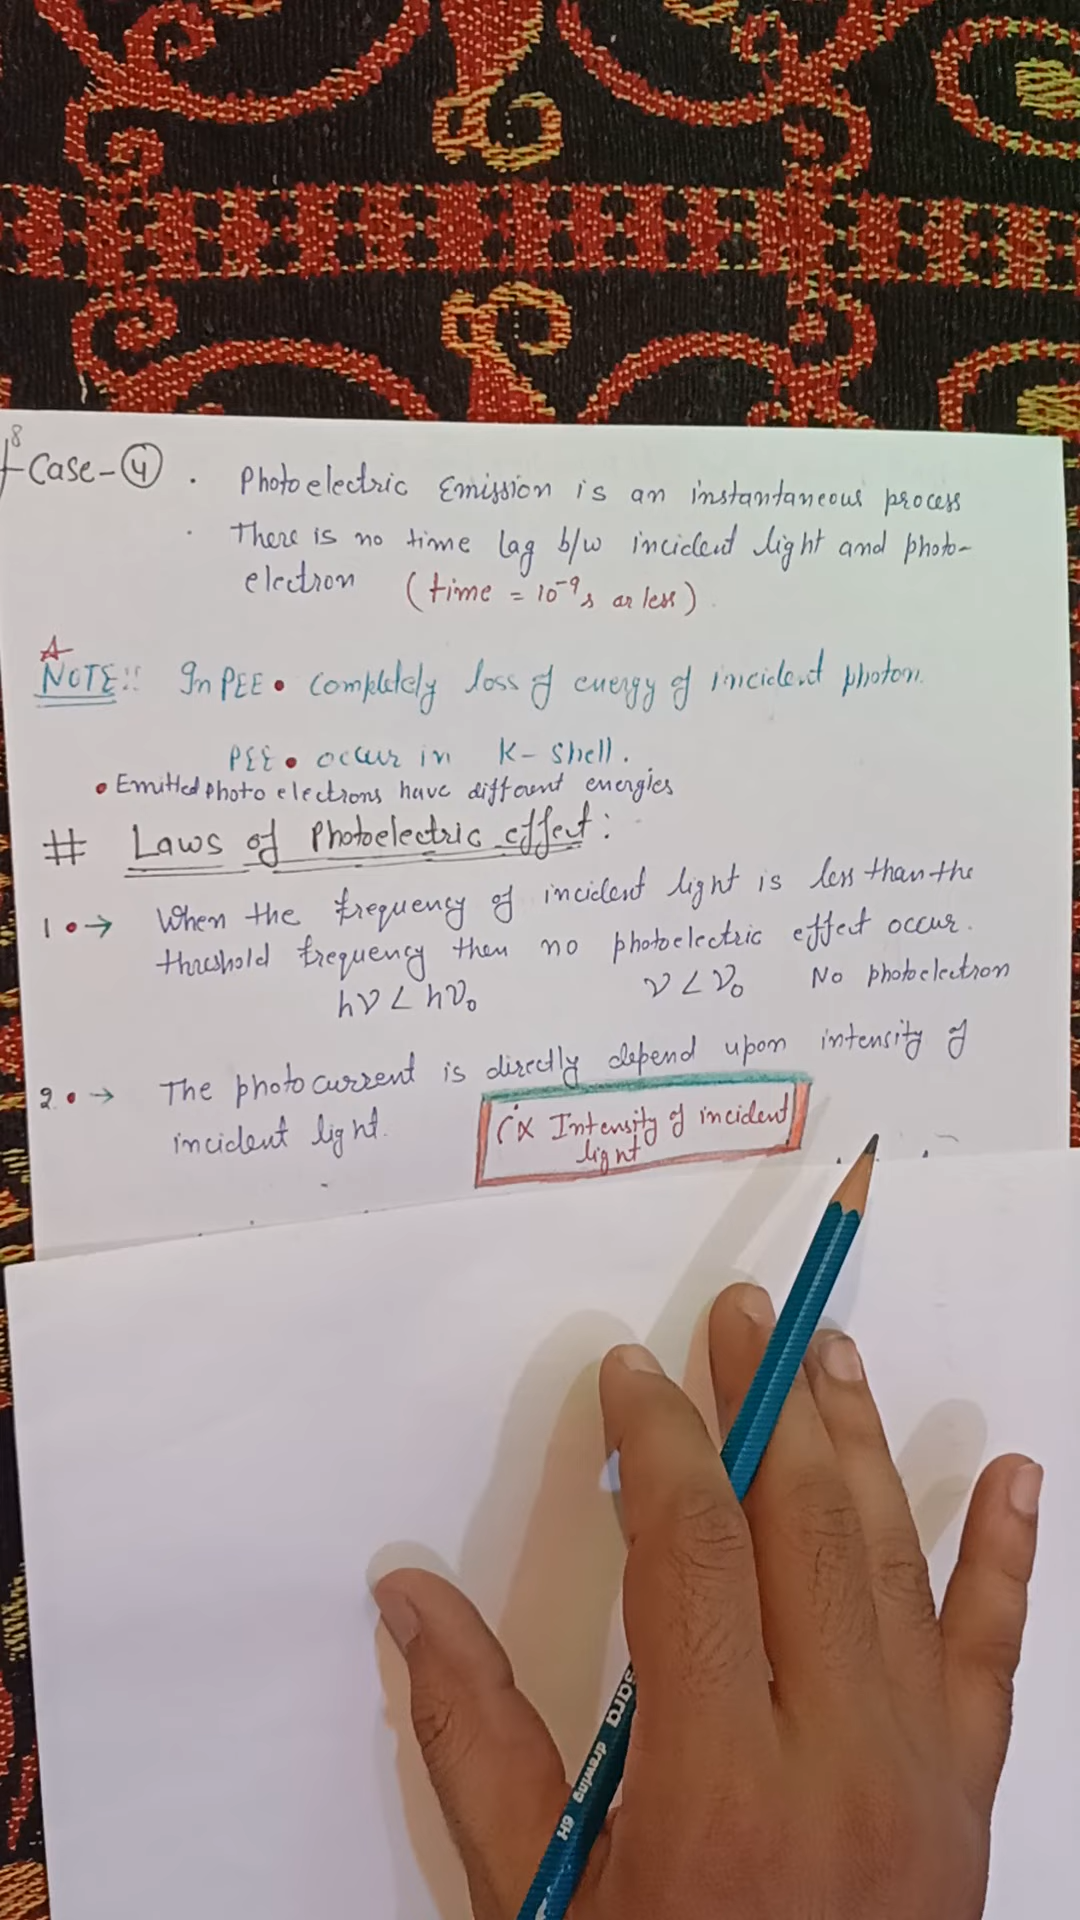 8
Case-④ . Photoelectric Emission is an instantaneous process
. There is no time lag b/w incident light and photo-
electron (time = 10⁻⁹s or less).
NOTE!! In PEE • completely loss of energy of incident photon.
PEE • occur in K-shell.
• Emitted photo electrons have different energies
# Laws of Photoelectric effect:
1 •→ When the frequency of incident light is less than the
threshold frequency then no photoelectric effect occur.
hν < hν₀ ν < ν₀ No photoelectron
2. •→ The photocurrent is directly depend upon intensity of
incident light.
i ∝ Intensity of incident
light
sara drawing 6H